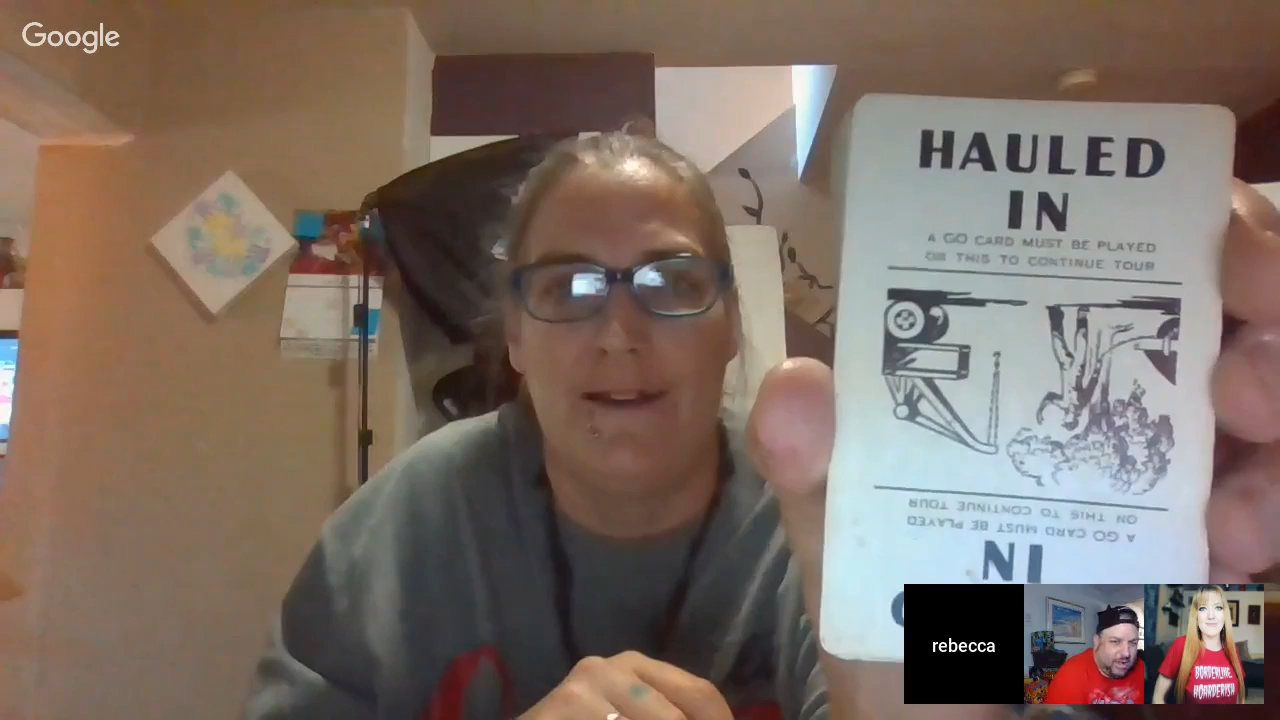 Google
HAULED
IN
A GO CARD MUST BE PLAYED
ON THIS TO CONTINUE TOUR
ON THIS TO CONTINUE TOUR
A GO CARD MUST BE PLAYED
IN
rebecca
BORDERLINE
HOARDERISH